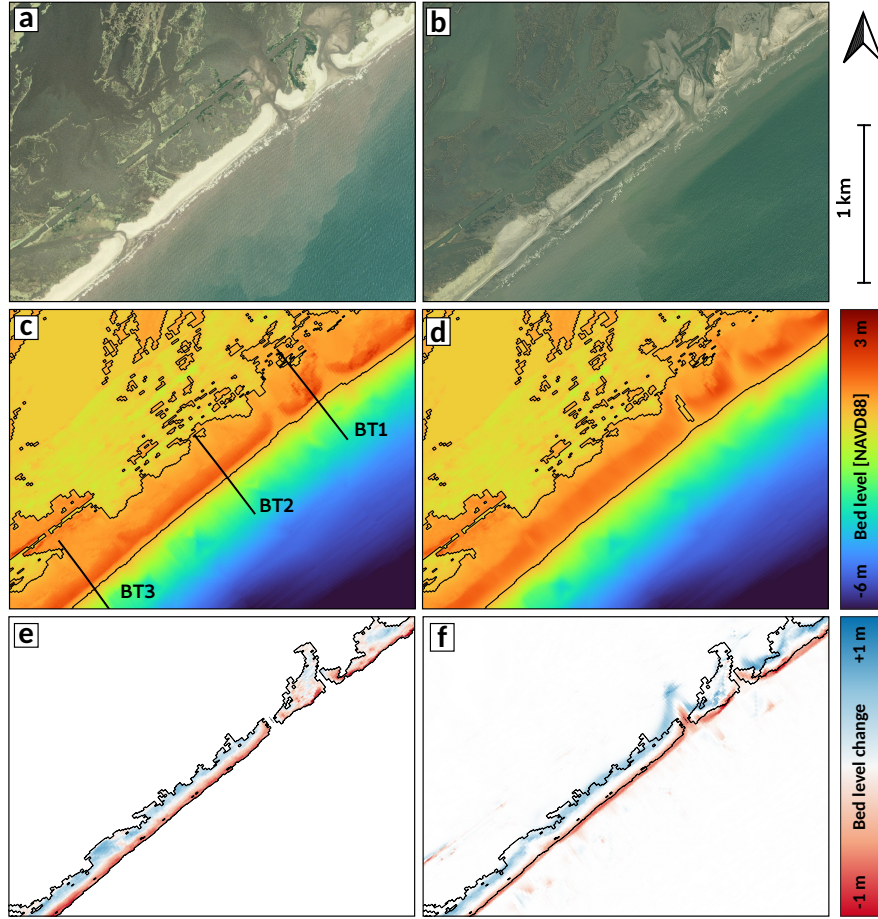 a
b
1 km
c
d
BT1
BT2
BT3
3 m
Bed level [NAVD88]
-6 m
e
f
+1 m
Bed level change
-1 m